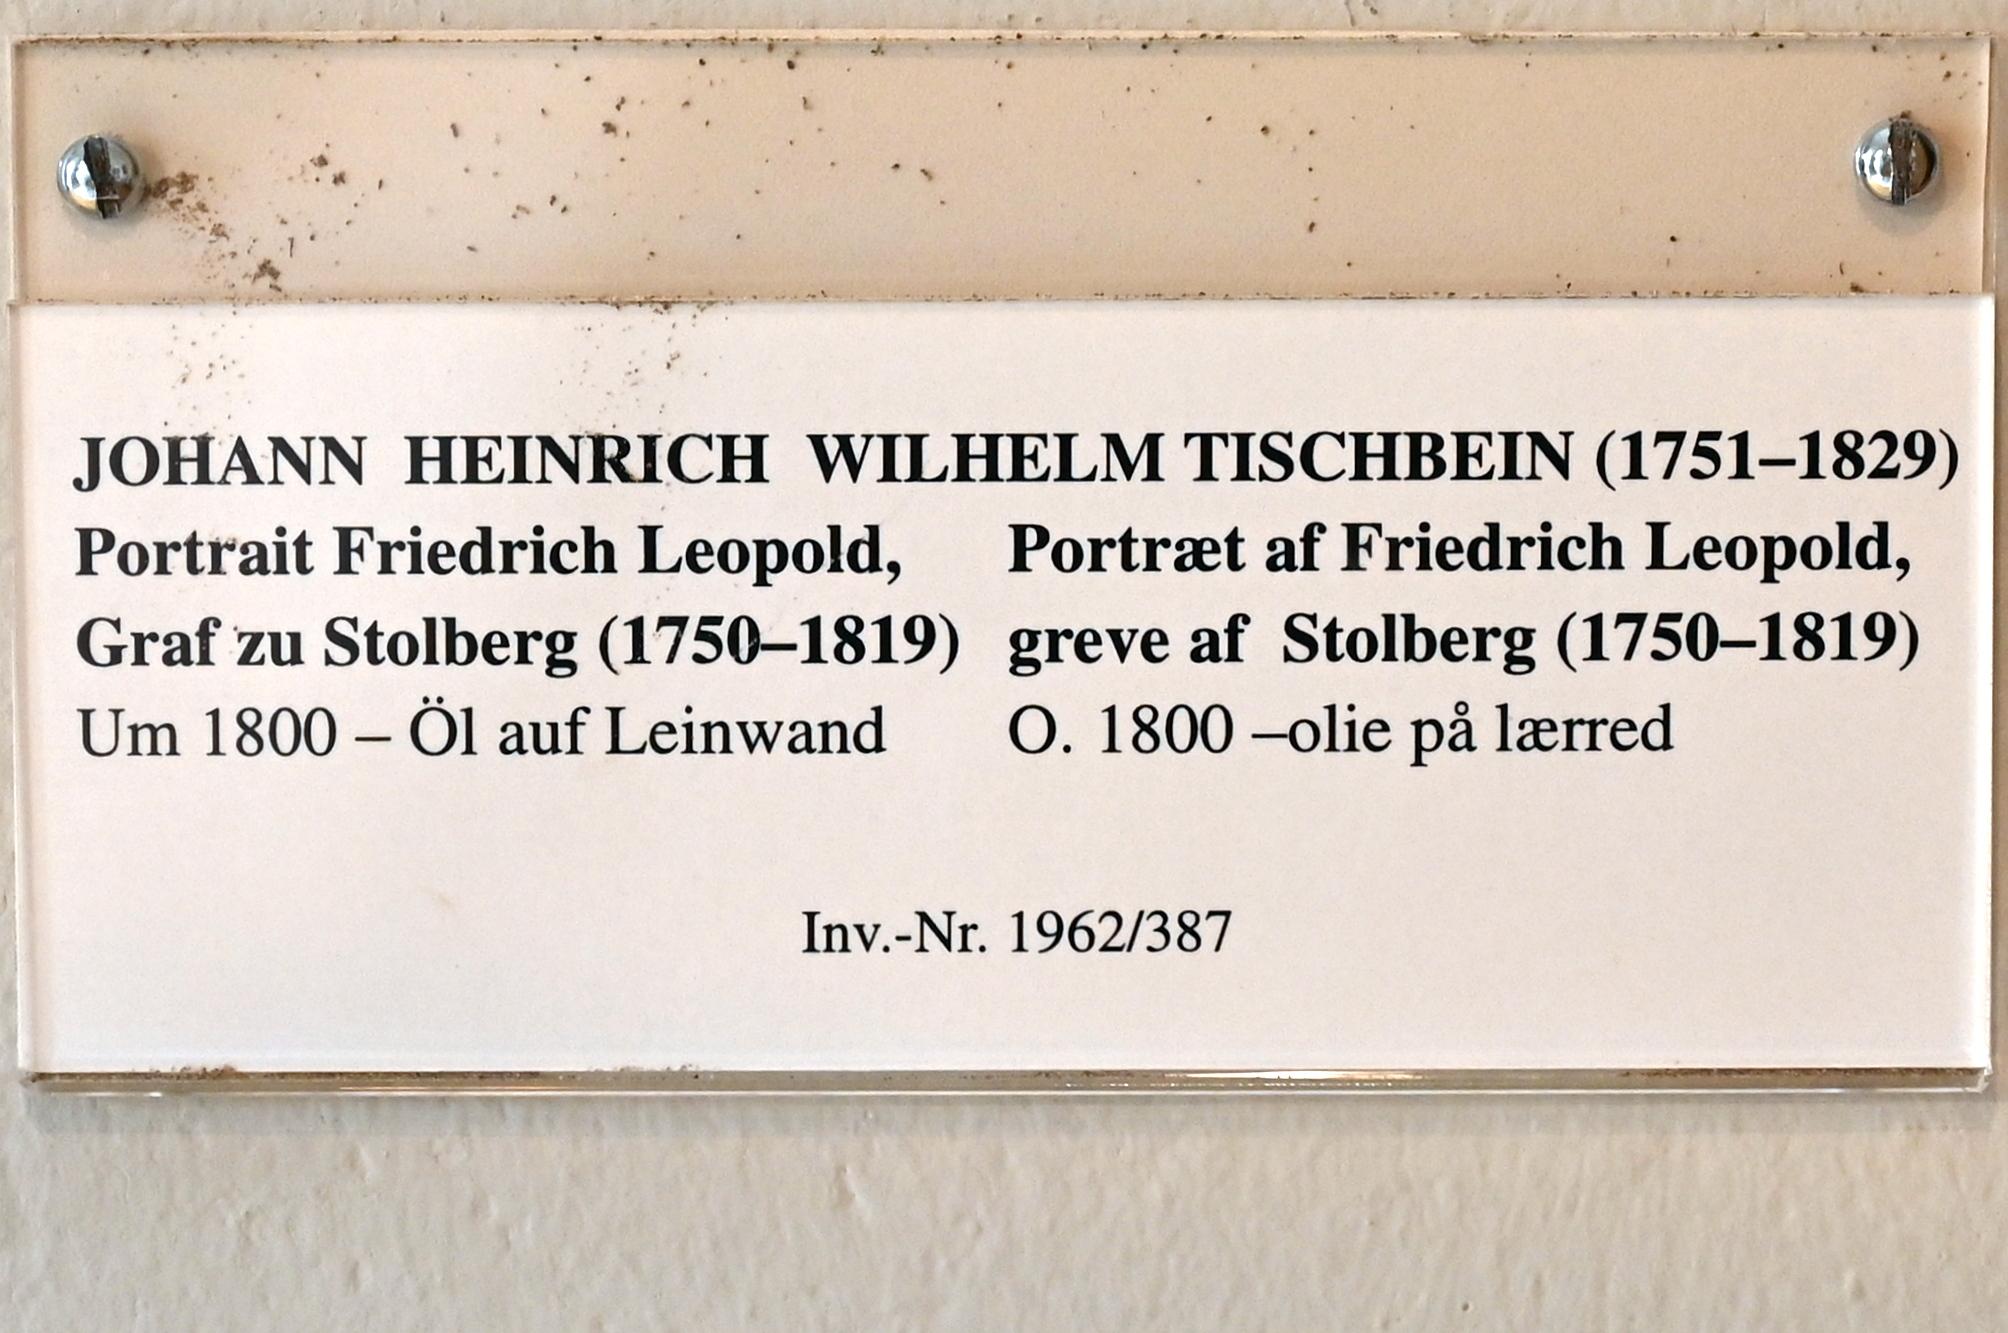 JOHANN HEINRICH WILHELM TISCHBEIN (1751–1829)
Portrait Friedrich Leopold,
Graf zu Stolberg (1750–1819)
Um 1800 – Öl auf Leinwand
Portræt af Friedrich Leopold,
greve af Stolberg (1750–1819)
O. 1800 –olie på lærred
Inv.-Nr. 1962/387